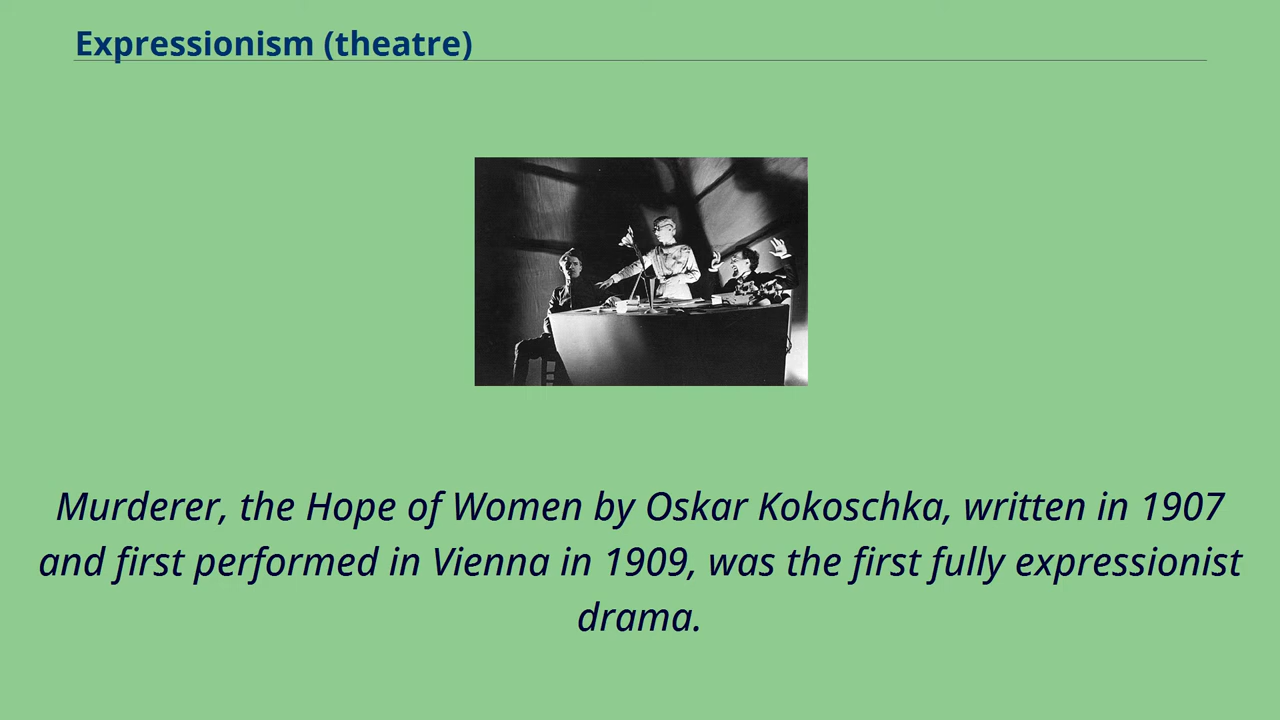 Expressionism (theatre)
Murderer, the Hope of Women by Oskar Kokoschka, written in 1907
and first performed in Vienna in 1909, was the first fully expressionist
drama.